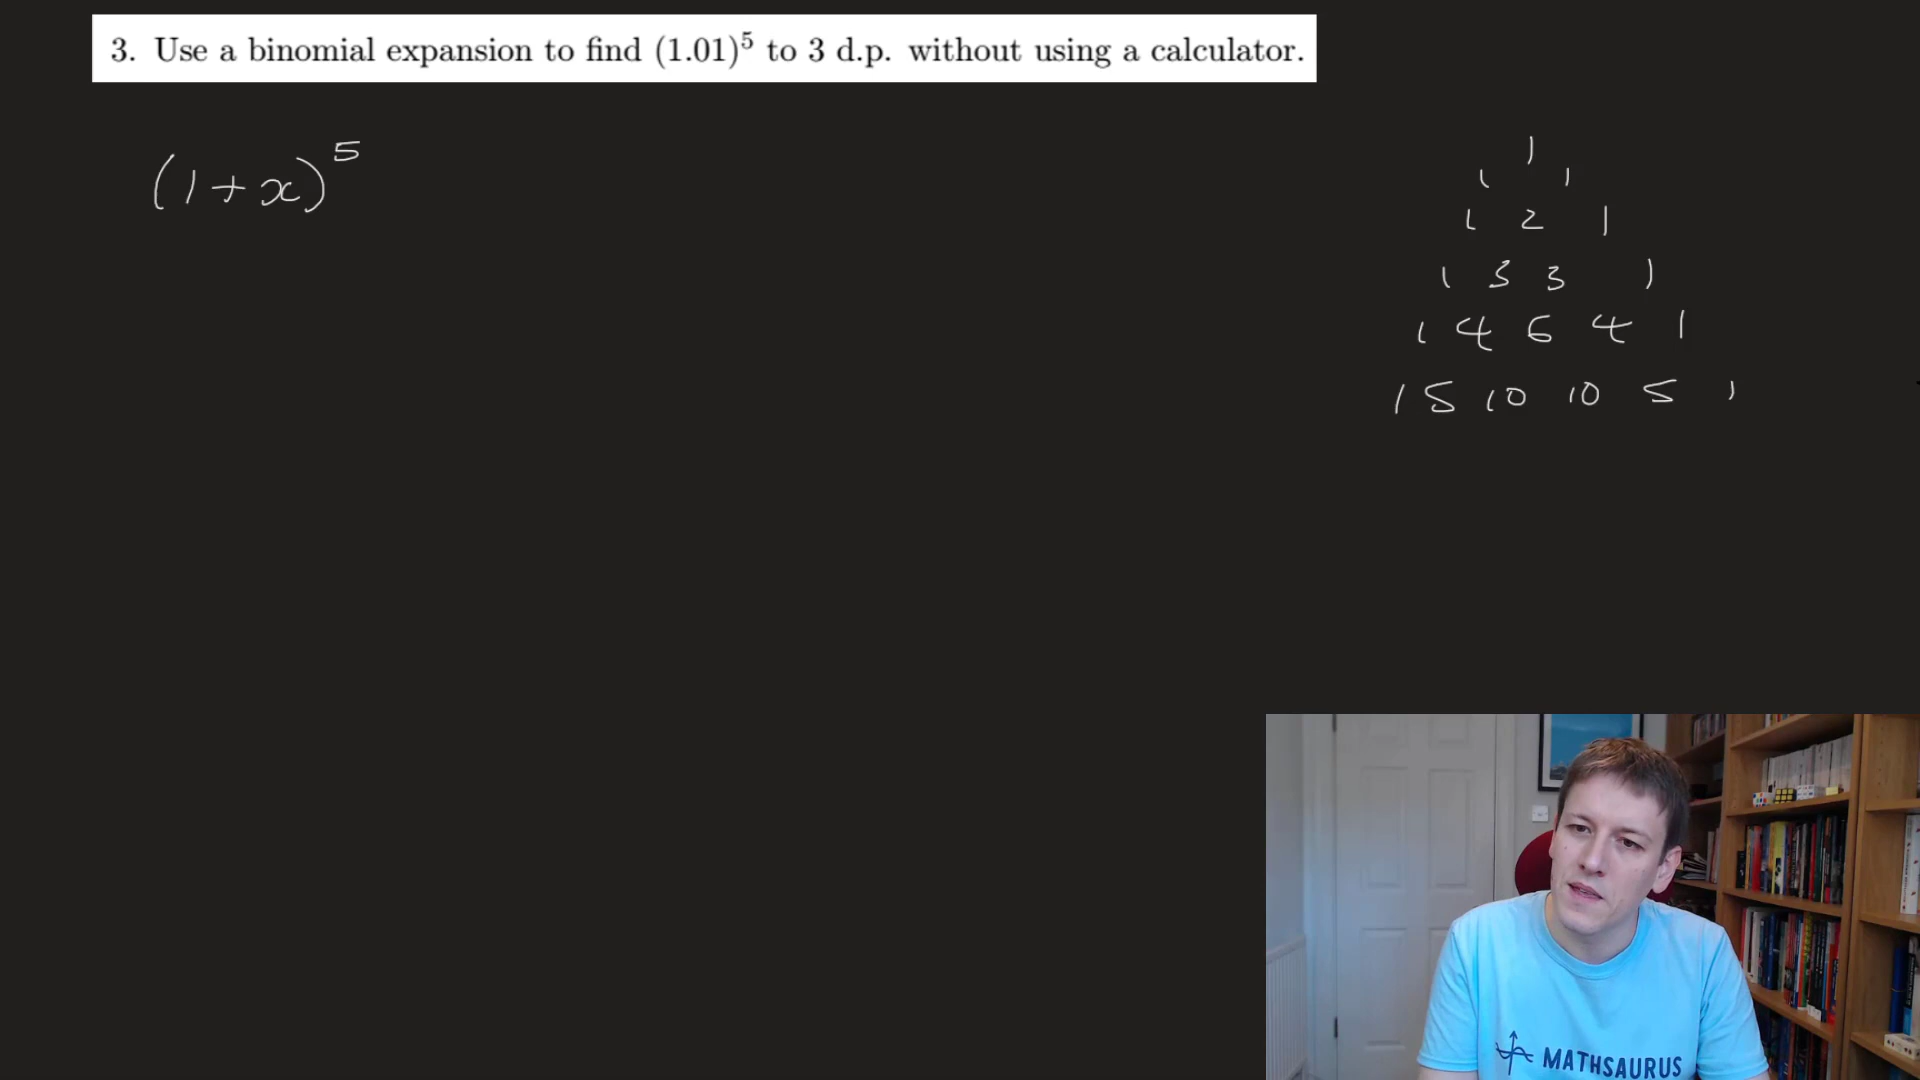 3. Use a binomial expansion to find (1.01)⁵ to 3 d.p. without using a calculator.
(1+x)⁵
1
1 1
1 2 1
1 3 3 1
1 4 6 4 1
1 5 10 10 5 1
MATHSAURUS